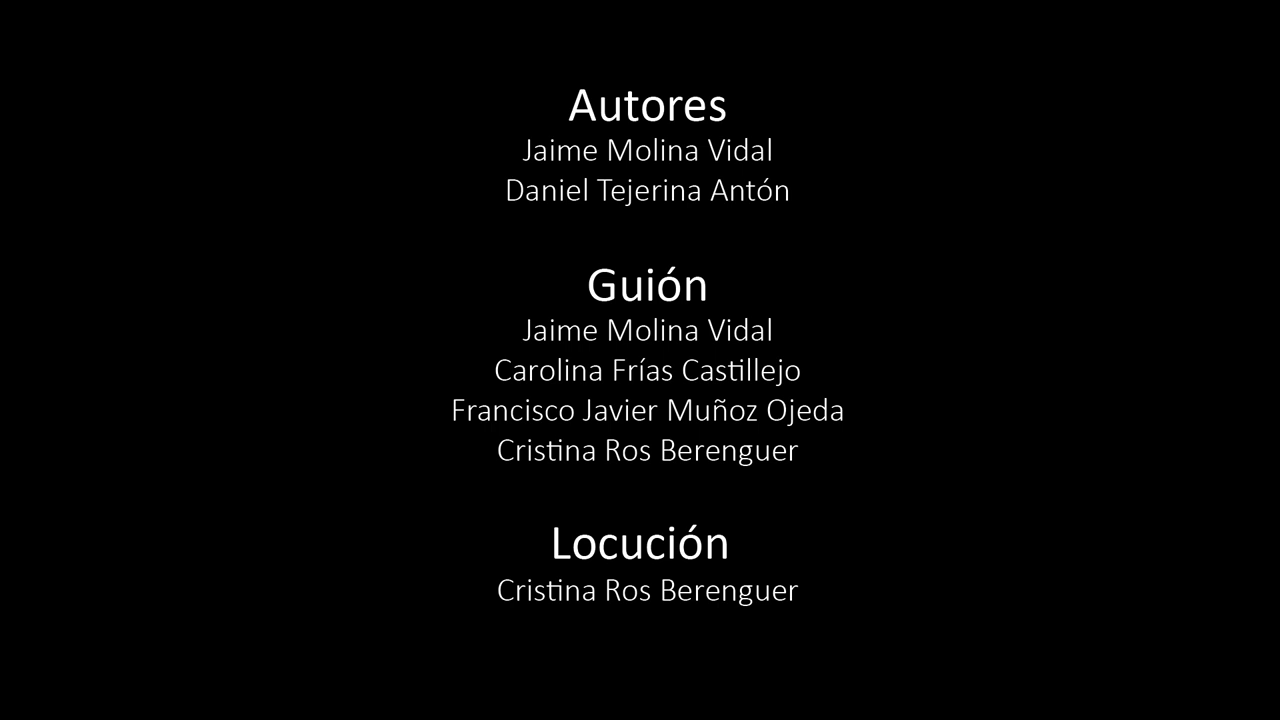 Autores
Jaime Molina Vidal
Daniel Tejerina Antón
Guión
Jaime Molina Vidal
Carolina Frías Castillejo
Francisco Javier Muñoz Ojeda
Cristina Ros Berenguer
Locución
Cristina Ros Berenguer